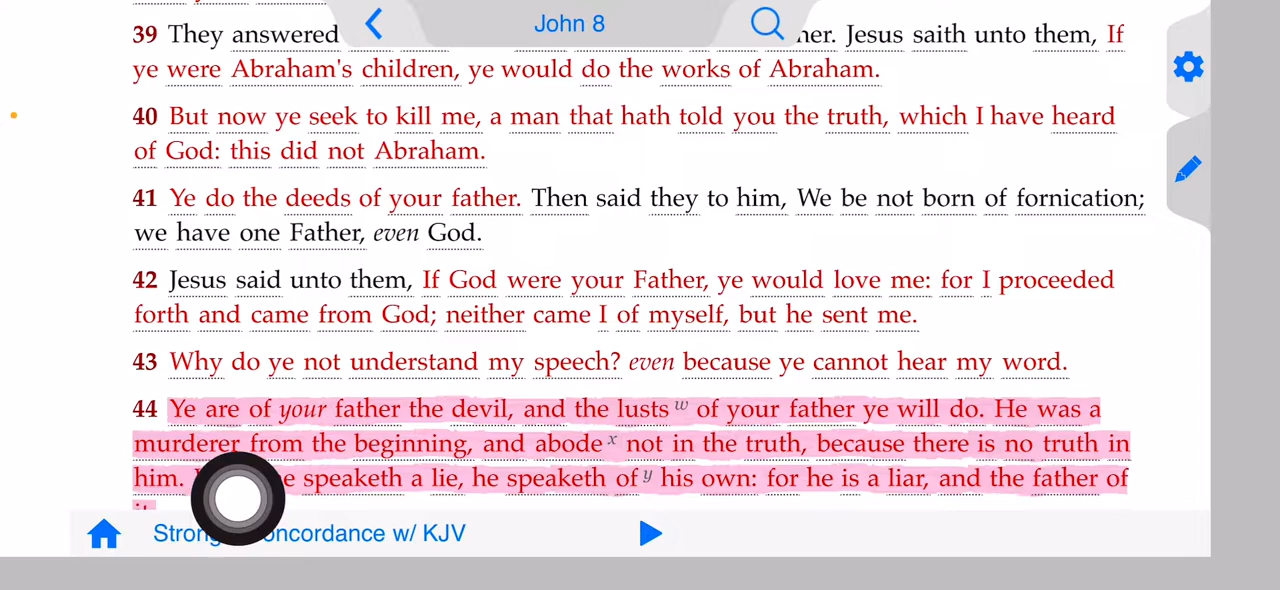 John 8
39 They answered her. Jesus saith unto them, If
ye were Abraham's children, ye would do the works of Abraham.
40 But now ye seek to kill me, a man that hath told you the truth, which I have heard
of God: this did not Abraham.
41 Ye do the deeds of your father. Then said they to him, We be not born of fornication;
we have one Father, even God.
42 Jesus said unto them, If God were your Father, ye would love me: for I proceeded
forth and came from God; neither came I of myself, but he sent me.
43 Why do ye not understand my speech? even because ye cannot hear my word.
44 Ye are of your father the devil, and the lusts w of your father ye will do. He was a
murderer from the beginning, and abode x not in the truth, because there is no truth in
him. e speaketh a lie, he speaketh of y his own: for he is a liar, and the father of
Strong oncordance w/ KJV